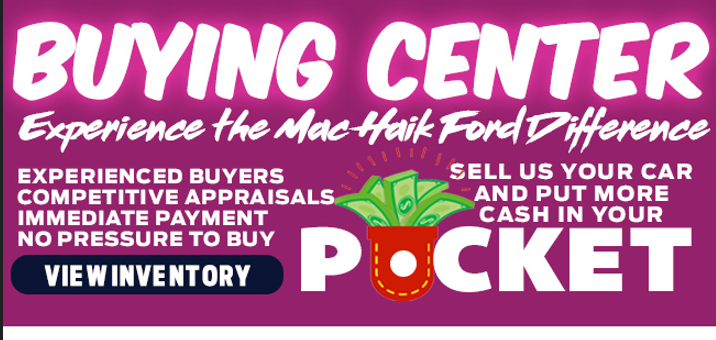 BUYING CENTER
Experience the Mac Haik Ford Difference
EXPERIENCED BUYERS
COMPETITIVE APPRAISALS
IMMEDIATE PAYMENT
NO PRESSURE TO BUY
VIEW INVENTORY
SELL US YOUR CAR
AND PUT MORE
CASH IN YOUR
POCKET